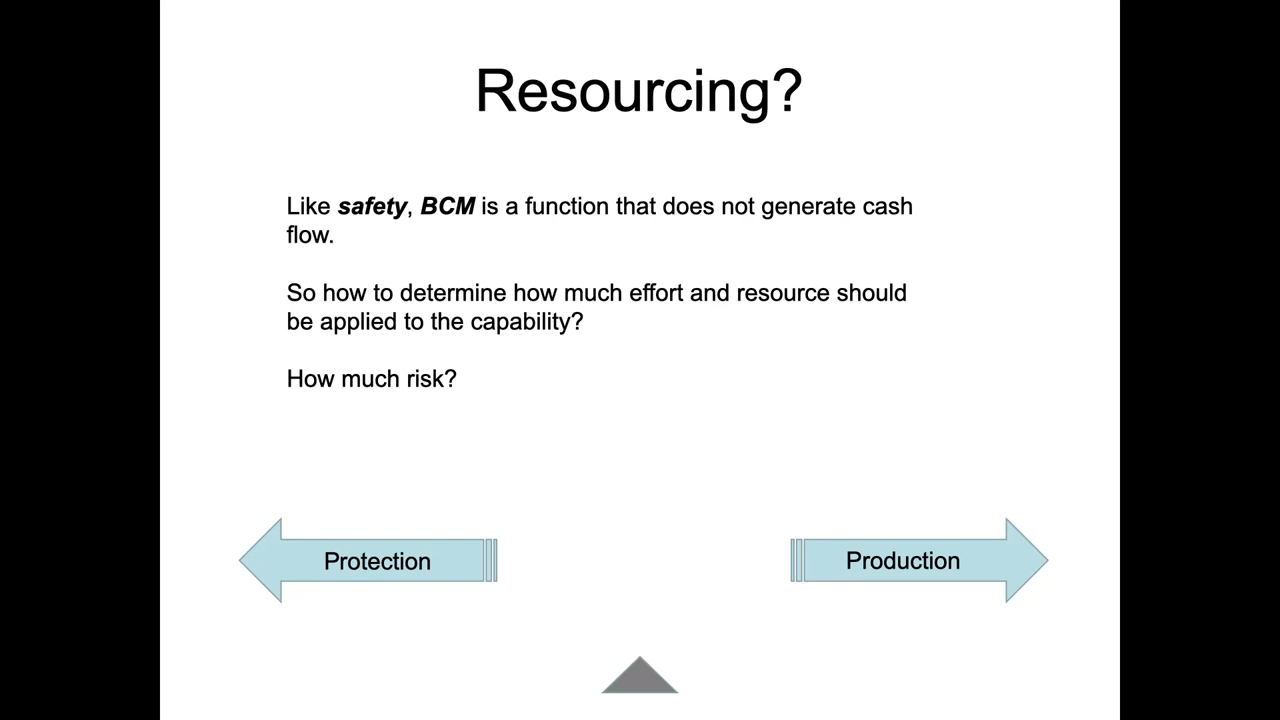 Resourcing?
Like safety, BCM is a function that does not generate cash
flow.
So how to determine how much effort and resource should
be applied to the capability?
How much risk?
Protection
Production